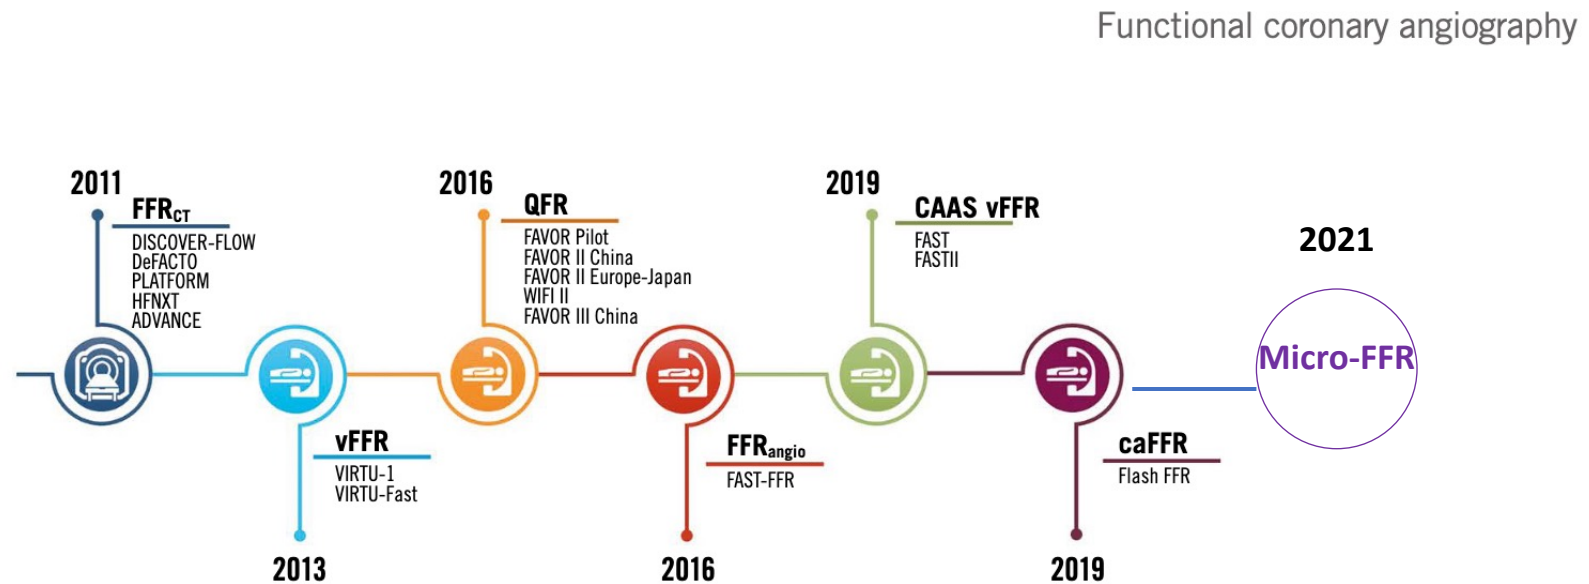 Functional coronary angiography
2011
FFRCT
DISCOVER-FLOW
DeFACTO
PLATFORM
HFNXT
ADVANCE
vFFR
VIRTU-1
VIRTU-Fast
2013
2016
QFR
FAVOR Pilot
FAVOR II China
FAVOR II Europe-Japan
WIFI II
FAVOR III China
FFRangio
FAST-FFR
2016
2019
CAAS vFFR
FAST
FASTII
caFFR
Flash FFR
2019
2021
Micro-FFR